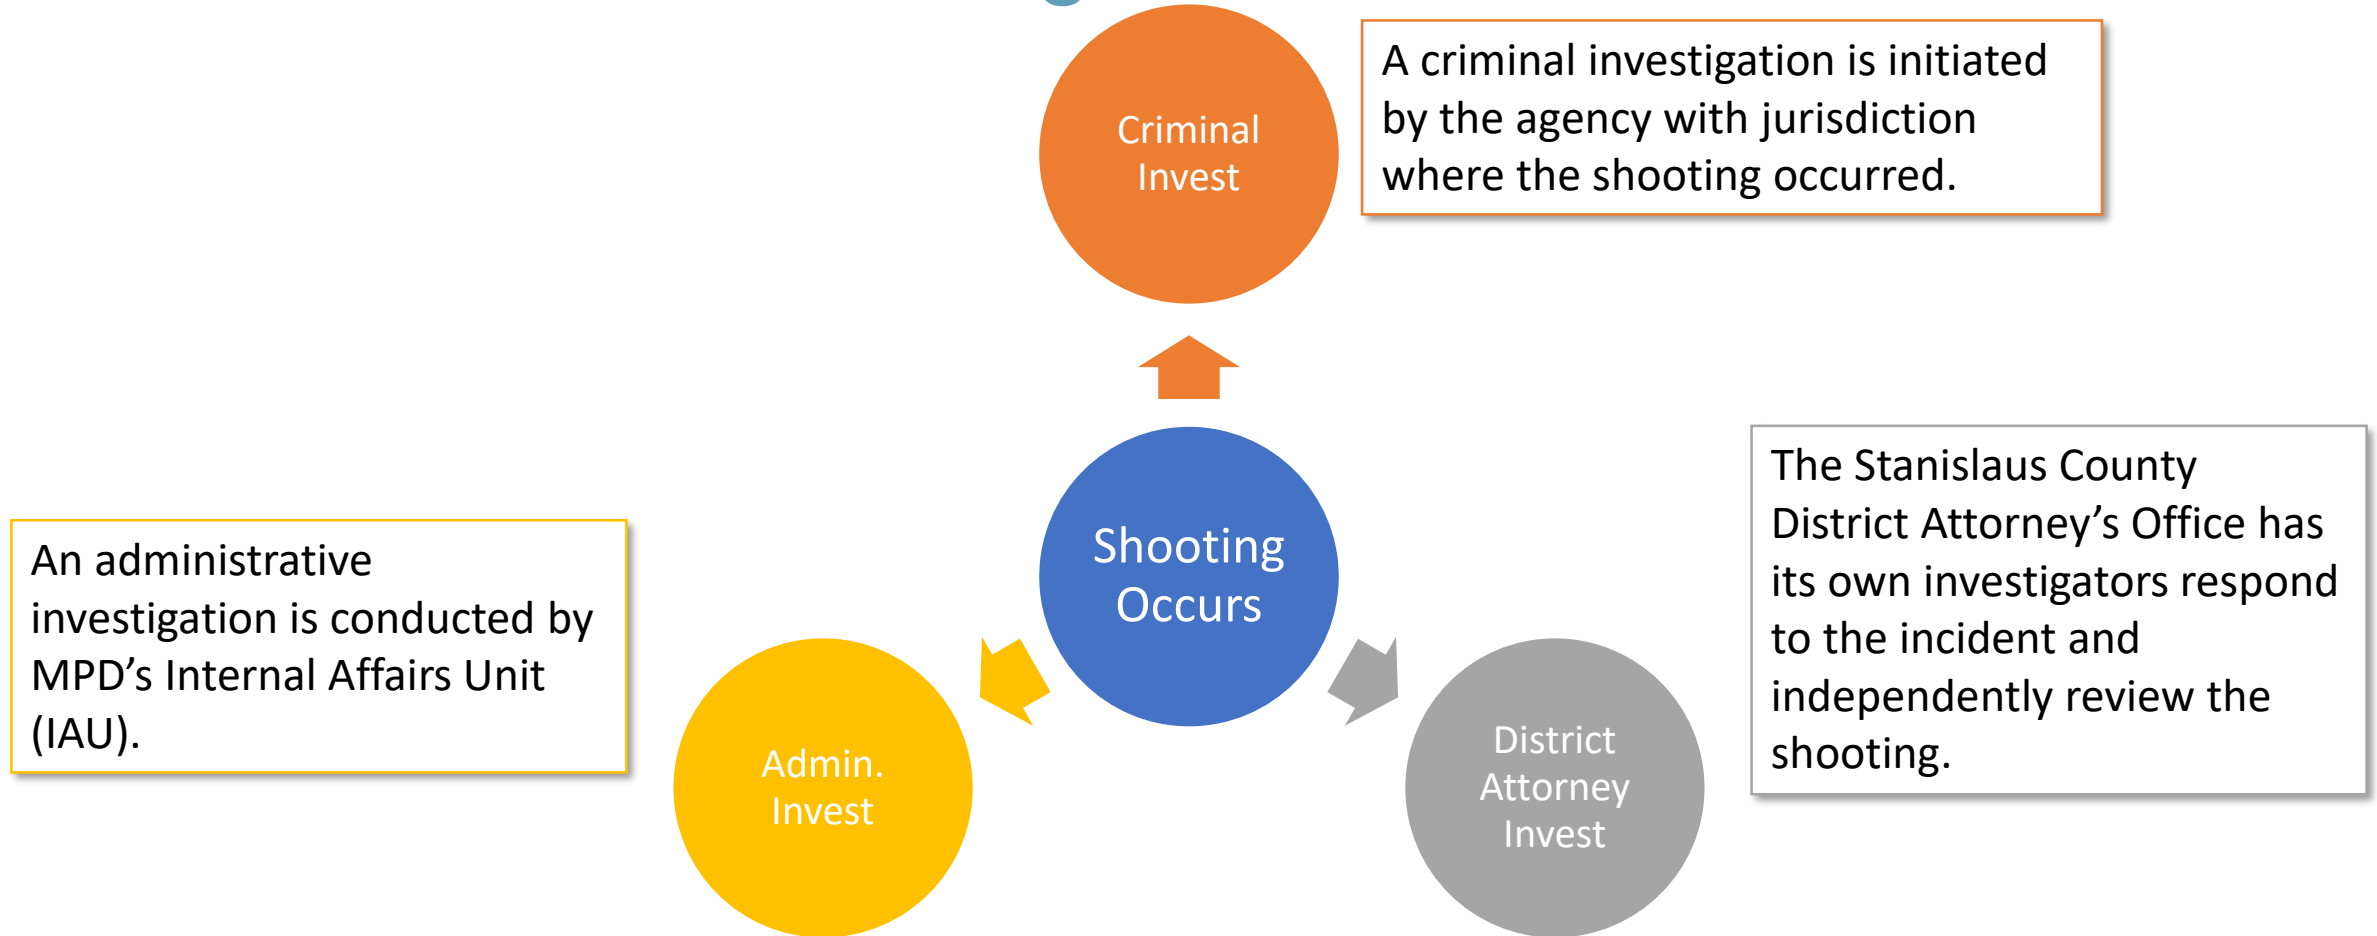 Criminal
Invest
A criminal investigation is initiated
by the agency with jurisdiction
where the shooting occurred.
Shooting
Occurs
An administrative
investigation is conducted by
MPD’s Internal Affairs Unit
(IAU).
Admin.
Invest
District
Attorney
Invest
The Stanislaus County
District Attorney’s Office has
its own investigators respond
to the incident and
independently review the
shooting.